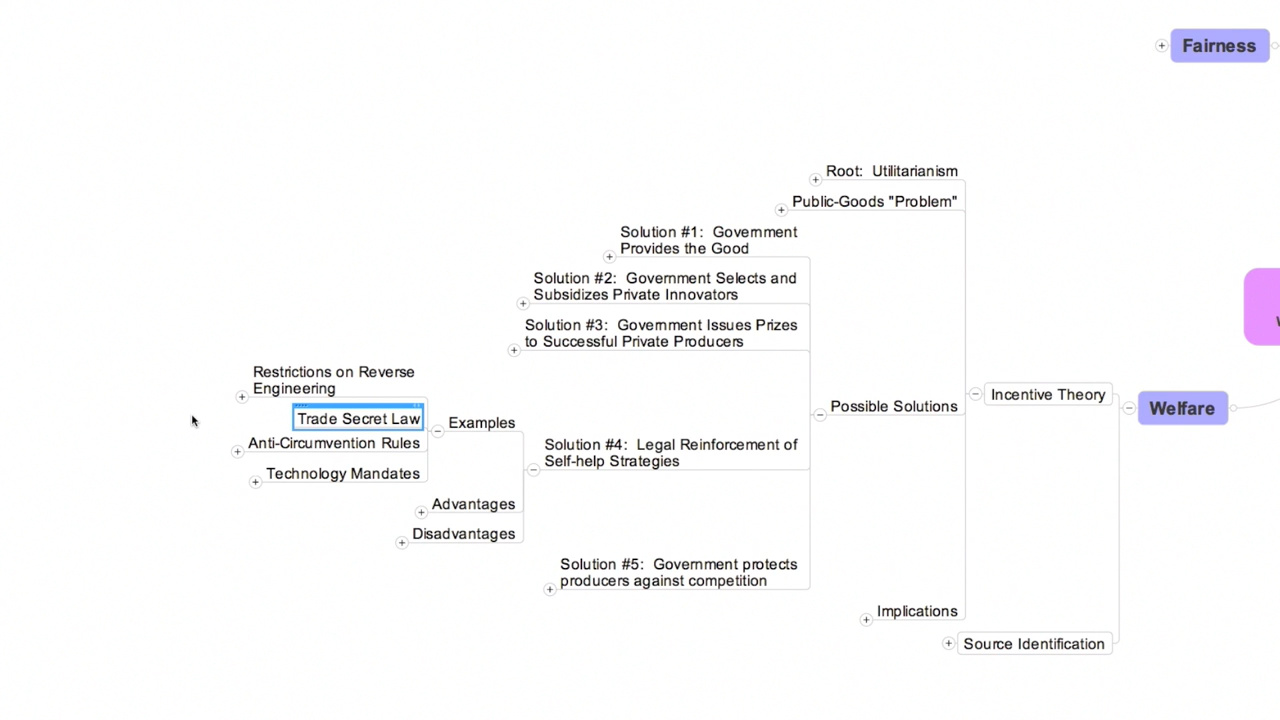 Fairness
Root:  Utilitarianism
Public-Goods "Problem"
Solution #1:  Government
Provides the Good
Solution #2:  Government Selects and
Subsidizes Private Innovators
Solution #3:  Government Issues Prizes
to Successful Private Producers
Restrictions on Reverse
Engineering
Trade Secret Law
Anti-Circumvention Rules
Technology Mandates
Examples
Advantages
Disadvantages
Solution #4:  Legal Reinforcement of
Self-help Strategies
Solution #5:  Government protects
producers against competition
Possible Solutions
Implications
Incentive Theory
Source Identification
Welfare